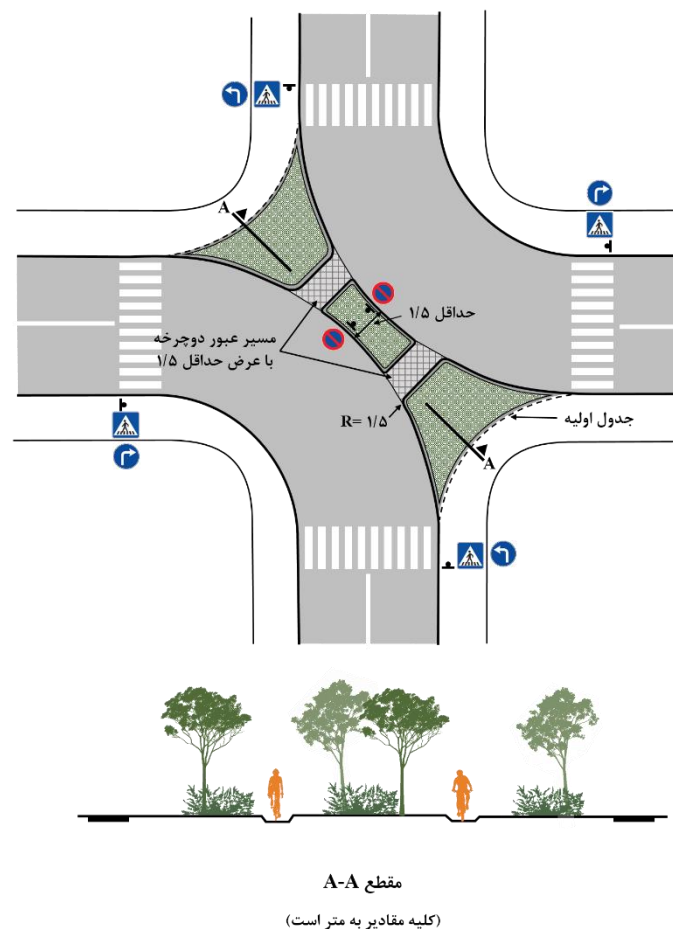 A
حداقل ۱/۵
مسیر عبور دوچرخه
با عرض حداقل ۱/۵
R= ۱/۵
جدول اولیه
A
مقطع A-A
(کلیه مقادیر به متر است)